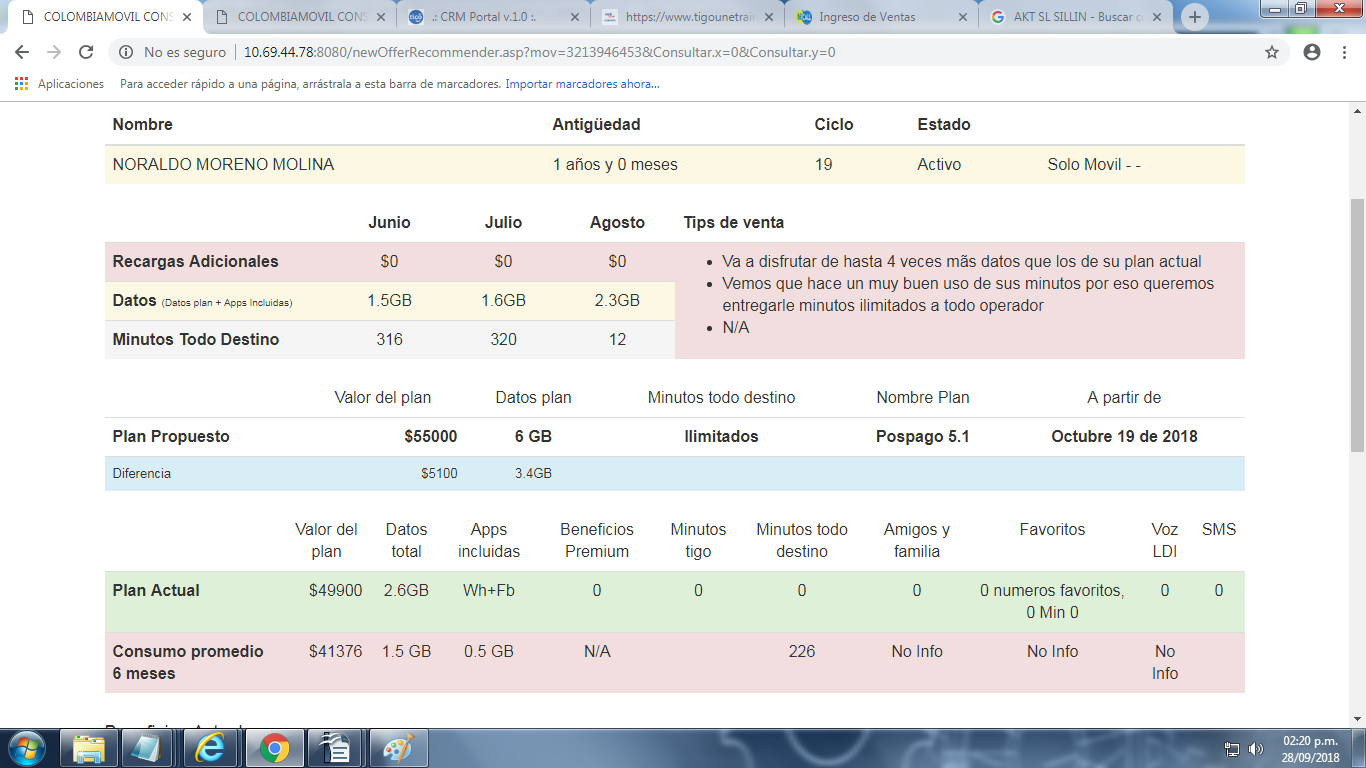 COLOMBIAMOVIL CONS
COLOMBIAMOVIL CONS
.: CRM Portal v.1.0 :.
https://www.tigounetrain
Ingreso de Ventas
AKT SL SILLIN - Buscar c
No es seguro
10.69.44.78:8080/newOfferRecommender.asp?mov=3213946453&Consultar.x=0&Consultar.y=0
Aplicaciones Para acceder rápido a una página, arrástrala a esta barra de marcadores. Importar marcadores ahora...
Nombre Antigüedad Ciclo Estado
NORALDO MORENO MOLINA 1 años y 0 meses 19 Activo Solo Movil - -
Junio Julio Agosto Tips de venta
Recargas Adicionales $0 $0 $0
Datos (Datos plan + Apps Incluidas) 1.5GB 1.6GB 2.3GB
Minutos Todo Destino 316 320 12
• Va a disfrutar de hasta 4 veces mãs datos que los de su plan actual
• Vemos que hace un muy buen uso de sus minutos por eso queremos
entregarle minutos ilimitados a todo operador
• N/A
Valor del plan Datos plan Minutos todo destino Nombre Plan A partir de
Plan Propuesto $55000 6 GB Ilimitados Pospago 5.1 Octubre 19 de 2018
Diferencia $5100 3.4GB
Valor del Datos Apps Beneficios Minutos Minutos todo Amigos y Favoritos Voz SMS
plan total incluidas Premium tigo destino familia LDI
Plan Actual $49900 2.6GB Wh+Fb 0 0 0 0 0 numeros favoritos, 0 0
0 Min 0
Consumo promedio $41376 1.5 GB 0.5 GB N/A 226 No Info No Info No
6 meses Info
02:20 p.m.
28/09/2018